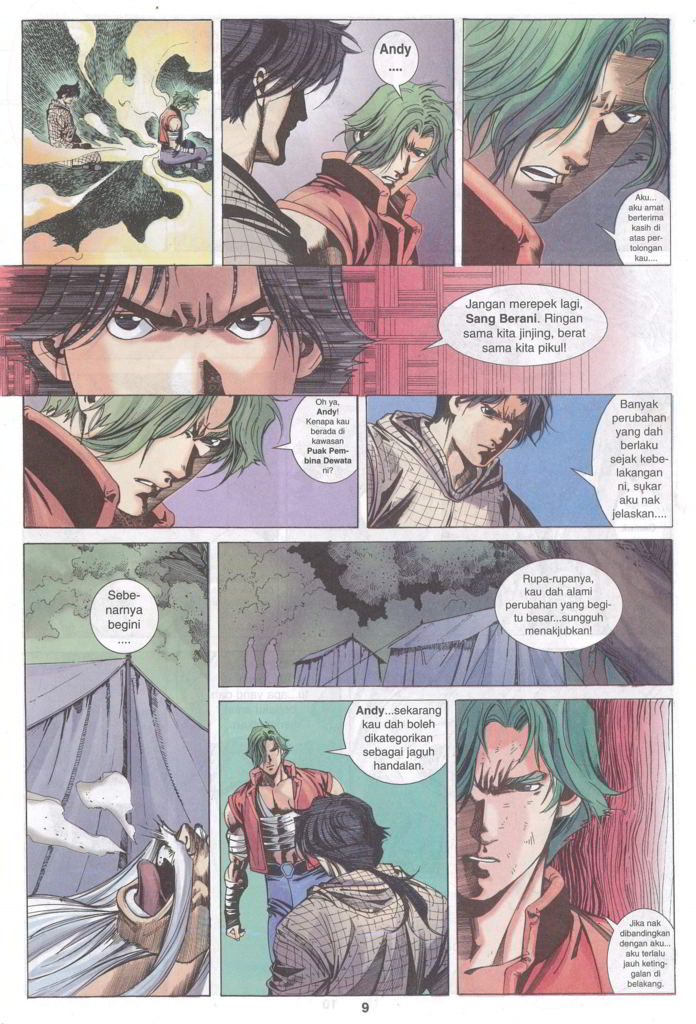 Andy
....
Aku...
aku amat
berterima
kasih di
atas per-
tolongan
kau....
Jangan merepek lagi,
Sang Berani. Ringan
sama kita jinjing, berat
sama kita pikul!
Oh ya,
Andy!
Kenapa kau
berada di
kawasan
Puak Pem-
bina Dewata
ni?
Banyak
perubahan
yang dah
berlaku
sejak kebe-
lakangan
ni, sukar
aku nak
jelaskan....
Sebe-
narnya
begini
....
Rupa-rupanya,
kau dah alami
perubahan yang begi-
tu besar...sungguh
menakjubkan!
Andy...sekarang
kau dah boleh
dikategorikan
sebagai jaguh
handalan.
Jika nak
dibandingkan
dengan aku...
aku terlalu
jauh keting-
galan di
belakang.
9